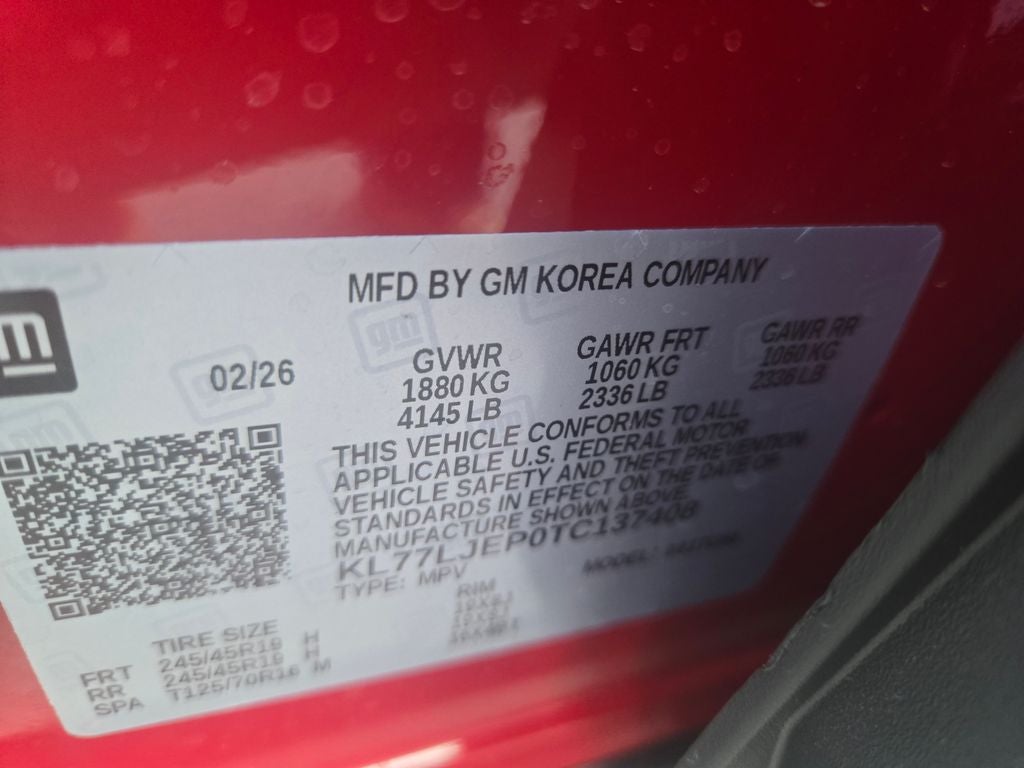 gm
MFD BY GM KOREA COMPANY
02/26
GVWR GAWR FRT GAWR RR
1880 KG 1060 KG 1060 KG
4145 LB 2336 LB 2336 LB
THIS VEHICLE CONFORMS TO ALL
APPLICABLE U.S. FEDERAL MOTOR
VEHICLE SAFETY AND THEFT PREVENTION
STANDARDS IN EFFECT ON THE DATE OF
MANUFACTURE SHOWN ABOVE.
KL77LJEP0TC137408
TYPE: MPV MODEL:
TIRE SIZE RIM
FRT 245/45R19 H
RR 245/45R19 H
SPA T125/70R16 M